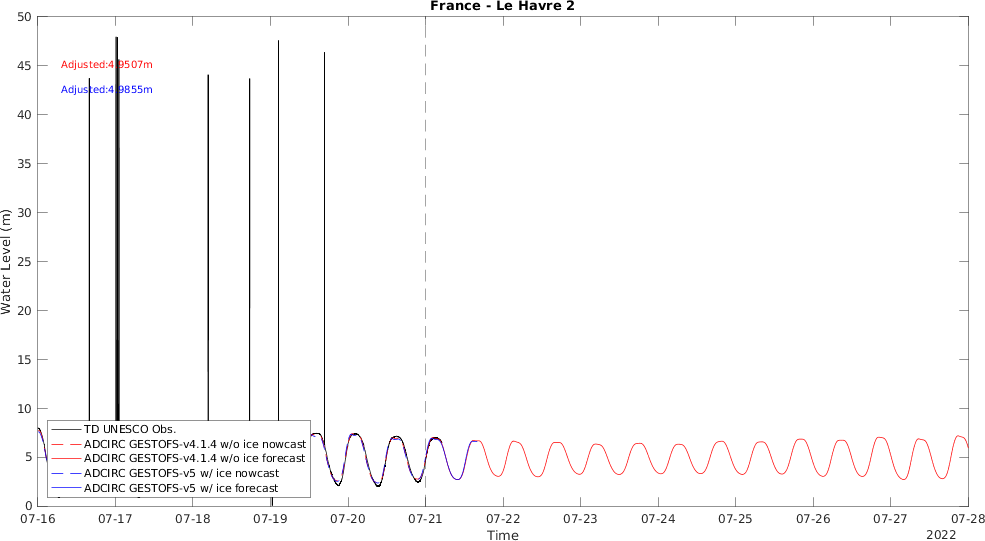 France - Le Havre 2
50
45
40
35
30
25
20
15
10
5
0
Water Level (m)
Adjusted:4.9507m
Adjusted:4.9855m
TD UNESCO Obs.
ADCIRC GESTOFS-v4.1.4 w/o ice nowcast
ADCIRC GESTOFS-v4.1.4 w/o ice forecast
ADCIRC GESTOFS-v5 w/ ice nowcast
ADCIRC GESTOFS-v5 w/ ice forecast
07-16 07-17 07-18 07-19 07-20 07-21 07-22 07-23 07-24 07-25 07-26 07-27 07-28
Time
2022